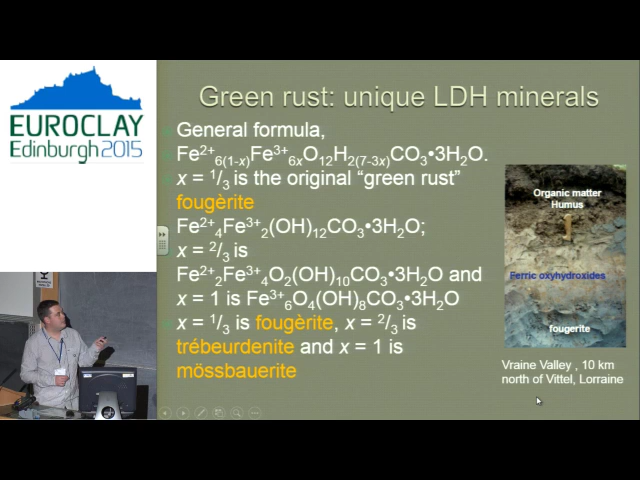 EUROCLAY
Edinburgh2015
Green rust: unique LDH minerals
General formula,
Fe²⁺₆₍₁₋ₓ₎Fe³⁺₆ₓO₁₂H₂₍₇₋₃ₓ₎CO₃•3H₂O.
x = 1/3 is the original “green rust”
fougèrite
Fe²⁺₄Fe³⁺₂(OH)₁₂CO₃•3H₂O;
x = 2/3 is
Fe²⁺₂Fe³⁺₄O₂(OH)₁₀CO₃•3H₂O and
x = 1 is Fe³⁺₆O₄(OH)₈CO₃•3H₂O
x = 1/3 is fougèrite, x = 2/3 is
trébeurdenite and x = 1 is
mössbauerite
Organic matter
Humus
Ferric oxyhydroxides
fougerite
Vraine Valley , 10 km
north of Vittel, Lorraine